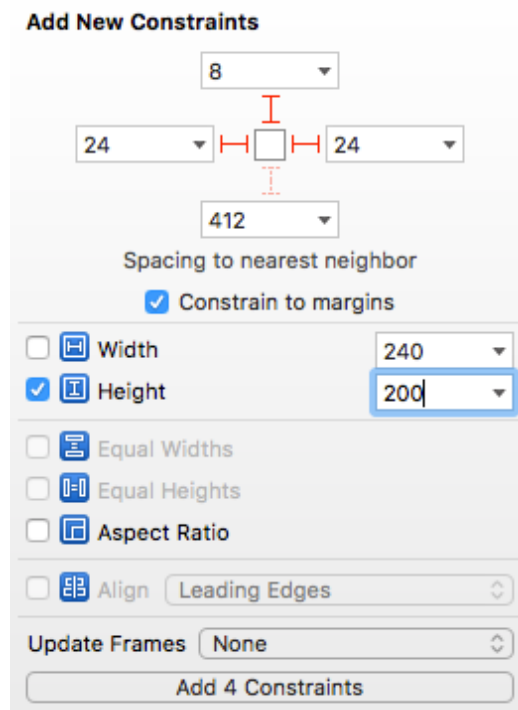 Add New Constraints
8
24 24
412
Spacing to nearest neighbor
Constrain to margins
Width 240
Height 200
Equal Widths
Equal Heights
Aspect Ratio
Align Leading Edges
Update Frames None
Add 4 Constraints